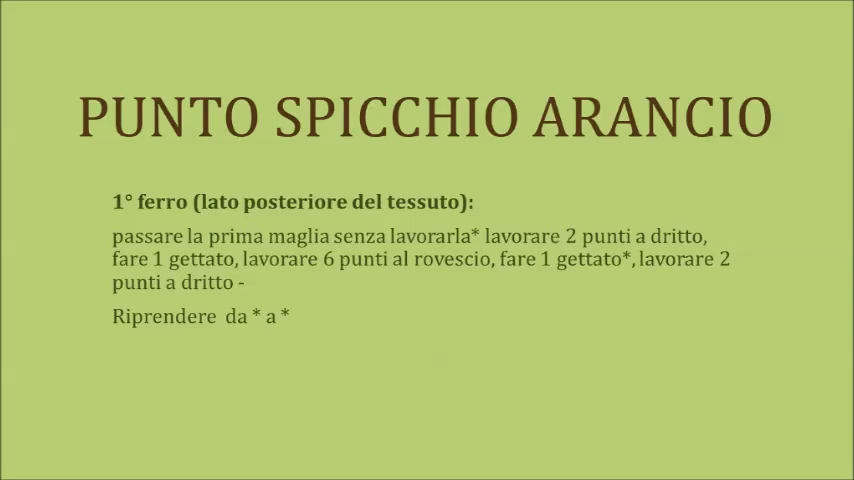 PUNTO SPICCHIO ARANCIO
1° ferro (lato posteriore del tessuto):
passare la prima maglia senza lavorarla* lavorare 2 punti a dritto,
fare 1 gettato, lavorare 6 punti al rovescio, fare 1 gettato*, lavorare 2
punti a dritto -
Riprendere da * a *